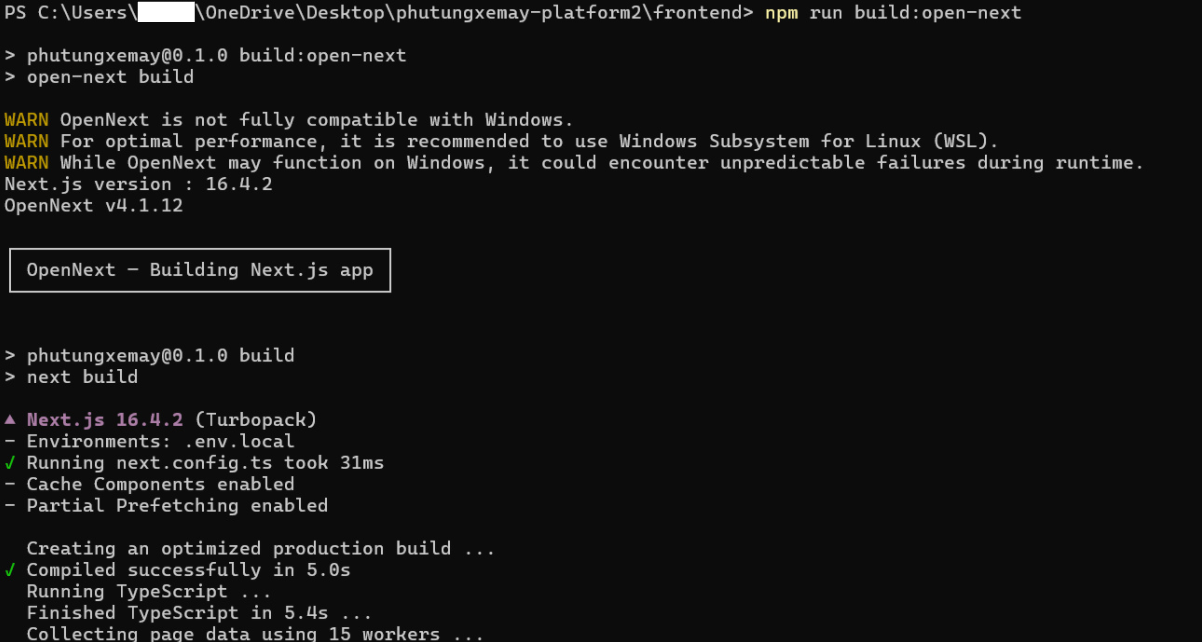 PS C:\Users\ \OneDrive\Desktop\phutungxemay-platform2\frontend> npm run build:open-next
> phutungxemay@0.1.0 build:open-next
> open-next build
WARN OpenNext is not fully compatible with Windows.
WARN For optimal performance, it is recommended to use Windows Subsystem for Linux (WSL).
WARN While OpenNext may function on Windows, it could encounter unpredictable failures during runtime.
Next.js version : 16.4.2
OpenNext v4.1.12
OpenNext — Building Next.js app
> phutungxemay@0.1.0 build
> next build
▲ Next.js 16.4.2 (Turbopack)
- Environments: .env.local
✓ Running next.config.ts took 31ms
- Cache Components enabled
- Partial Prefetching enabled
Creating an optimized production build ...
✓ Compiled successfully in 5.0s
Running TypeScript ...
Finished TypeScript in 5.4s ...
Collecting page data using 15 workers ...